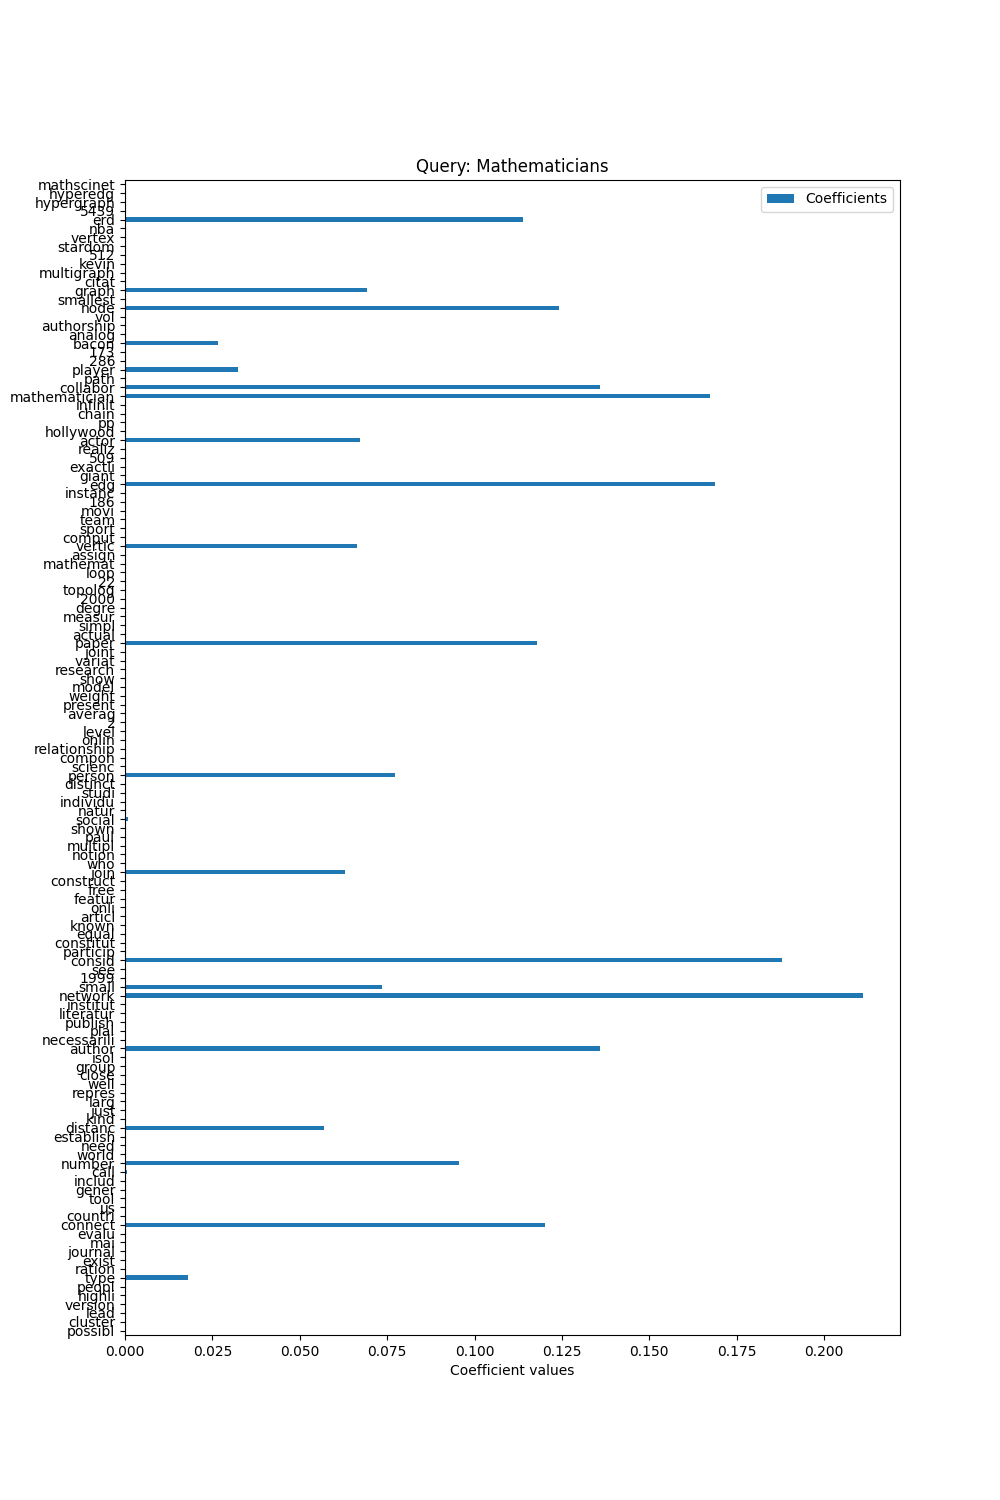 Query: Mathematicians
Coefficients
mathscinet
hyperedg
hypergraph
5439
erd
nba
vertex
stardom
512
kevin
multigraph
citat
graph
smallest
node
vol
authorship
analog
bacon
173
286
player
path
collabor
mathematician
infinit
chain
pp
hollywood
actor
realiz
509
exactli
giant
edg
instanc
186
movi
team
sport
comput
vertic
assign
mathemat
loop
22
topolog
2000
degre
measur
simpl
actual
paper
joint
variat
research
show
model
weight
present
averag
2
level
onlin
relationship
compon
scienc
person
distinct
studi
individu
natur
social
shown
paul
multipl
notion
who
join
construct
free
featur
onli
articl
known
equal
constitut
particip
consid
see
1999
small
network
institut
literatur
publish
plai
necessarili
author
isol
group
close
well
repres
larg
just
kind
distanc
establish
need
world
number
call
includ
gener
tool
us
countri
connect
evalu
mai
journal
exist
ration
type
peopl
highli
version
lead
cluster
possibl
0.000 0.025 0.050 0.075 0.100 0.125 0.150 0.175 0.200
Coefficient values